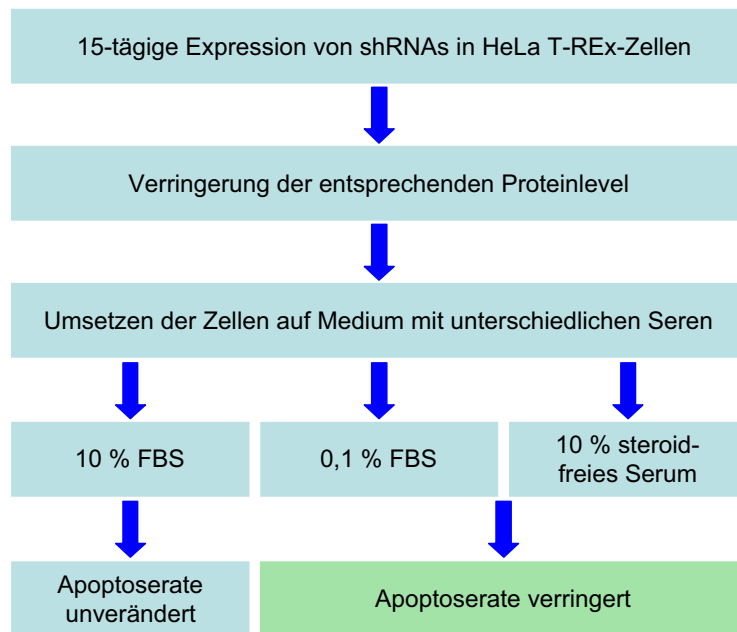 15-tägige Expression von shRNAs in HeLa T-REx-Zellen
Verringerung der entsprechenden Proteinlevel
Umsetzen der Zellen auf Medium mit unterschiedlichen Seren
10 % FBS
0,1 % FBS
10 % steroid-
freies Serum
Apoptoserate
unverändert
Apoptoserate verringert